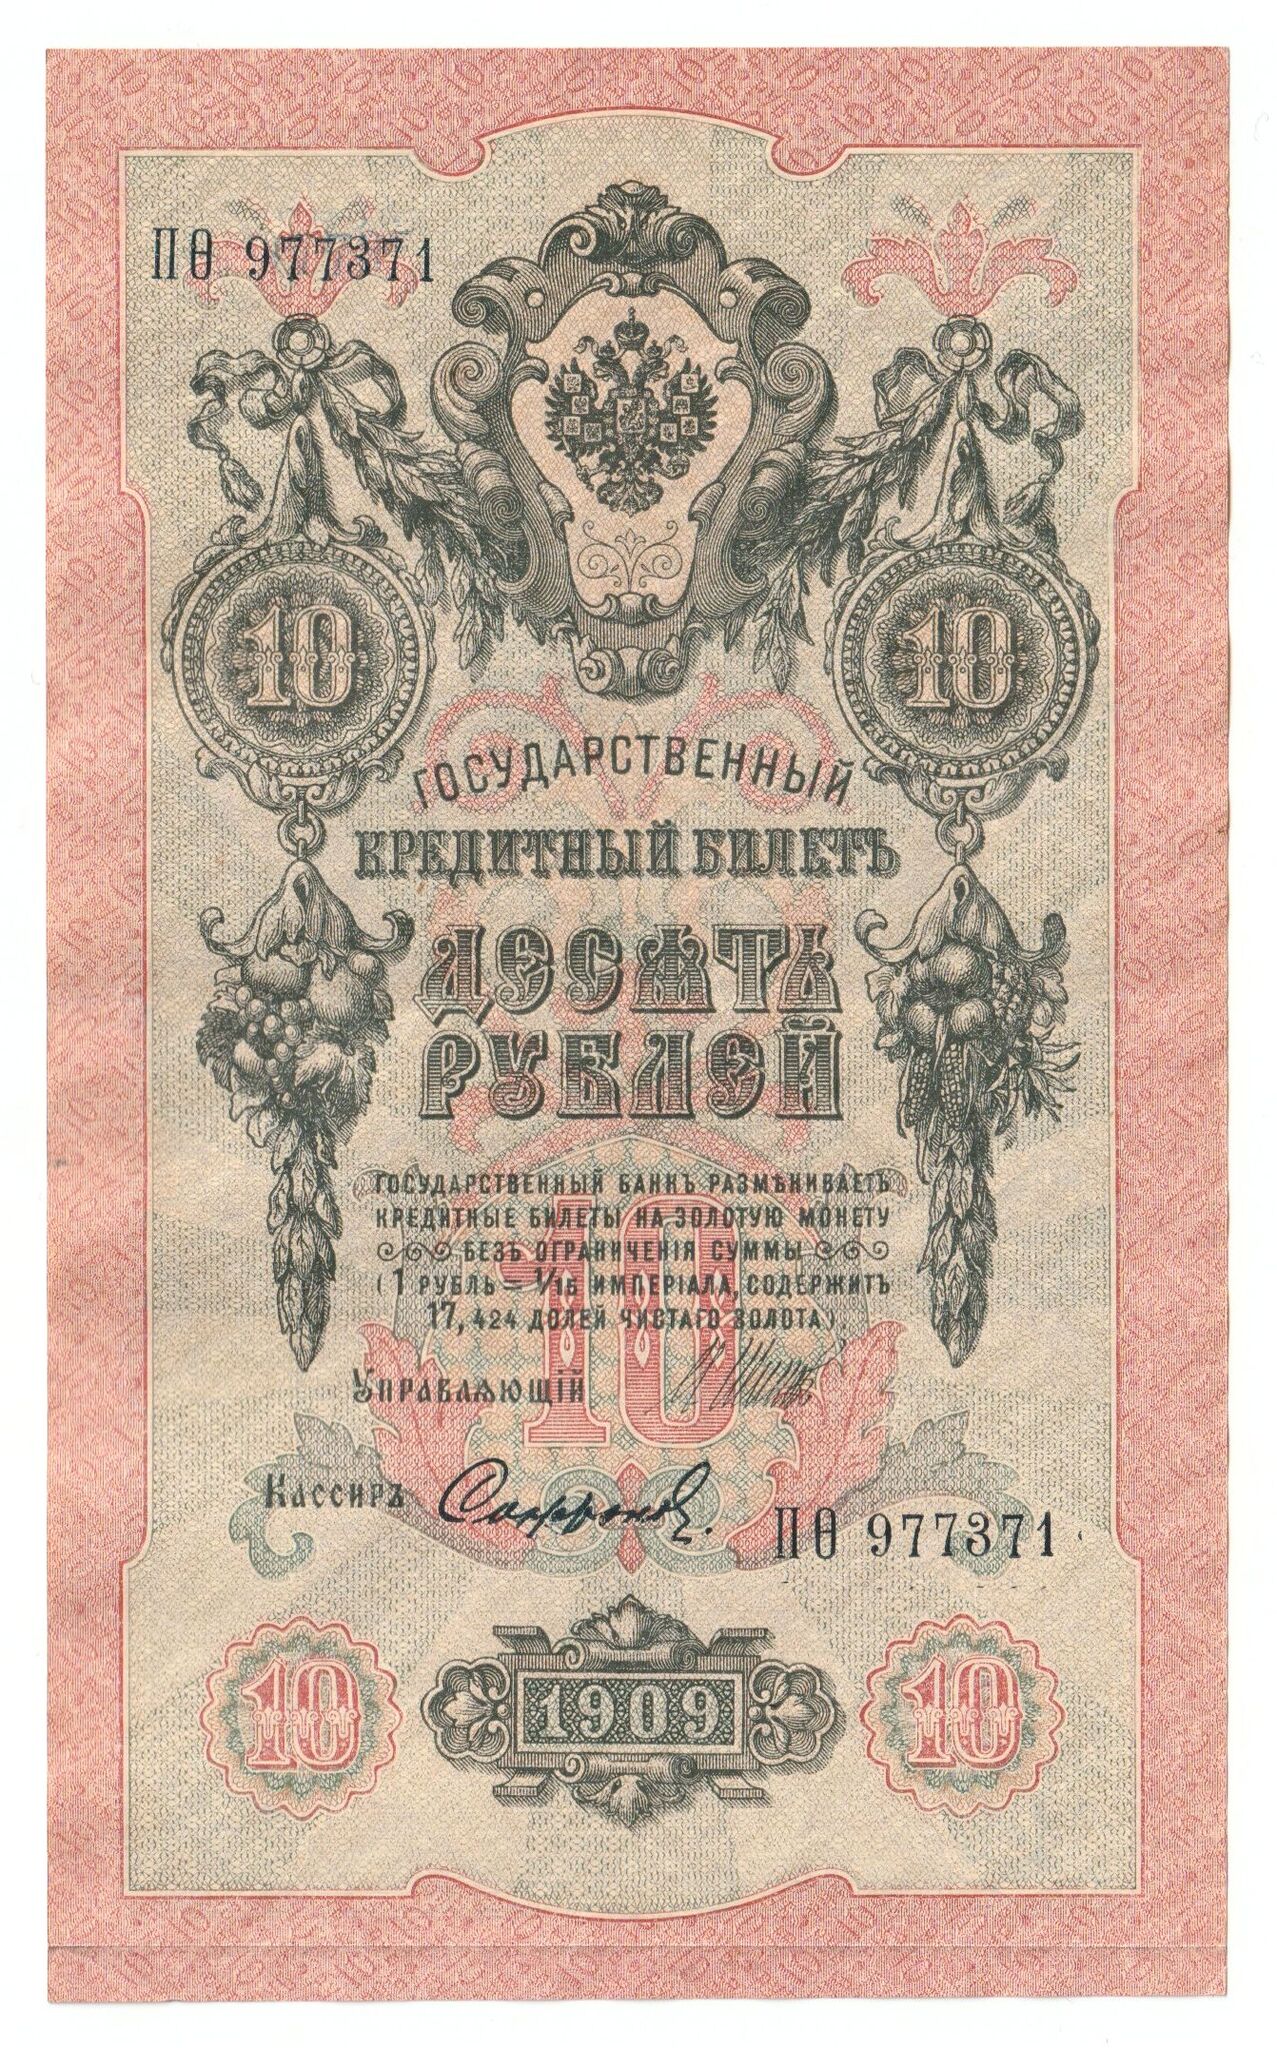 ПѲ 977371
10 10
ГОСУДАРСТВЕННЫЙ
КРЕДИТНЫЙ БИЛЕТЪ
ДЕСЯТЬ
РУБЛЕЙ
ГОСУДАРСТВЕННЫЙ БАНКЪ РАЗМѢНИВАЕТЪ
КРЕДИТНЫЕ БИЛЕТЫ НА ЗОЛОТУЮ МОНЕТУ
БЕЗЪ ОГРАНИЧЕНІЯ СУММЫ
(1 РУБЛЬ = 1/15 ИМПЕРІАЛА, СОДЕРЖИТЪ
17,424 ДОЛЕЙ ЧИСТАГО ЗОЛОТА).
10
Управляющій
Кассиръ Сафронов.
ПѲ 977371
10 1909 10